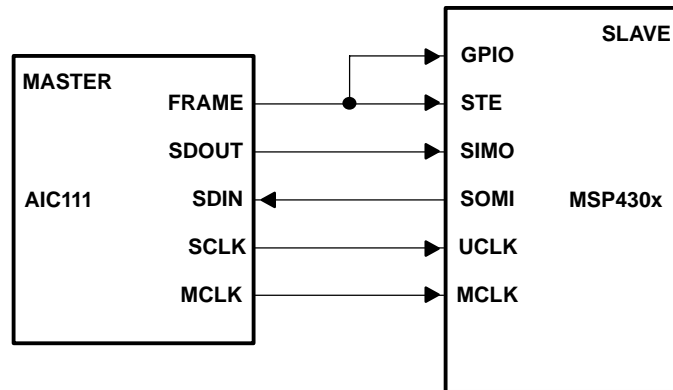 SLAVE
GPIO
MASTER
FRAME STE
SDOUT SIMO
AIC111 SDIN SOMI MSP430x
SCLK UCLK
MCLK MCLK